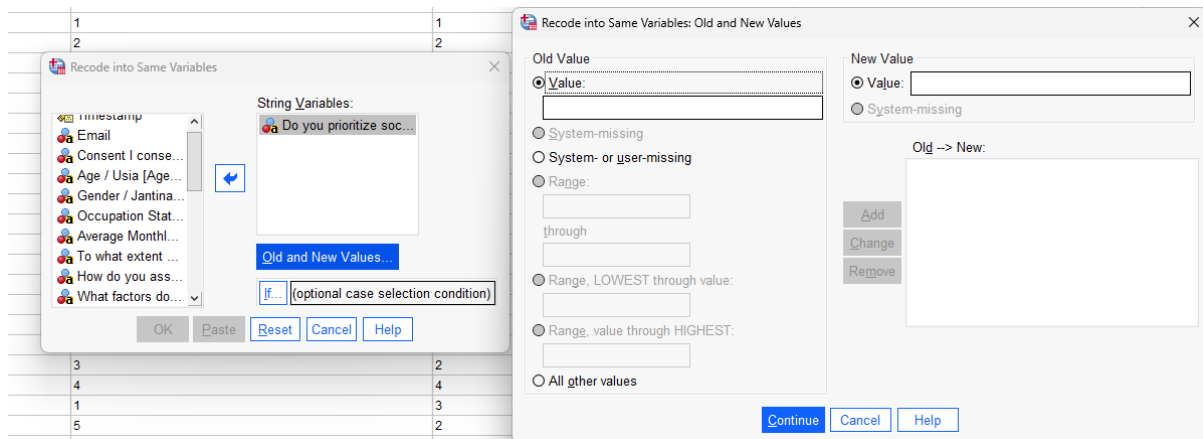 1 1
2 2
Recode into Same Variables
String Variables:
Timestamp
Email
Consent I conse...
Age / Usia [Age...
Gender / Jantina...
Occupation Stat...
Average Monthl...
To what extent ...
How do you ass...
What factors do...
Do you prioritize soc...
Old and New Values...
If... (optional case selection condition)
OK Paste Reset Cancel Help
3 2
4 4
1 3
5 2
Recode into Same Variables: Old and New Values
Old Value
Value:
System-missing
System- or user-missing
Range:
through
Range, LOWEST through value:
Range, value through HIGHEST:
All other values
New Value
Value:
System-missing
Old --> New:
Add
Change
Remove
Continue Cancel Help